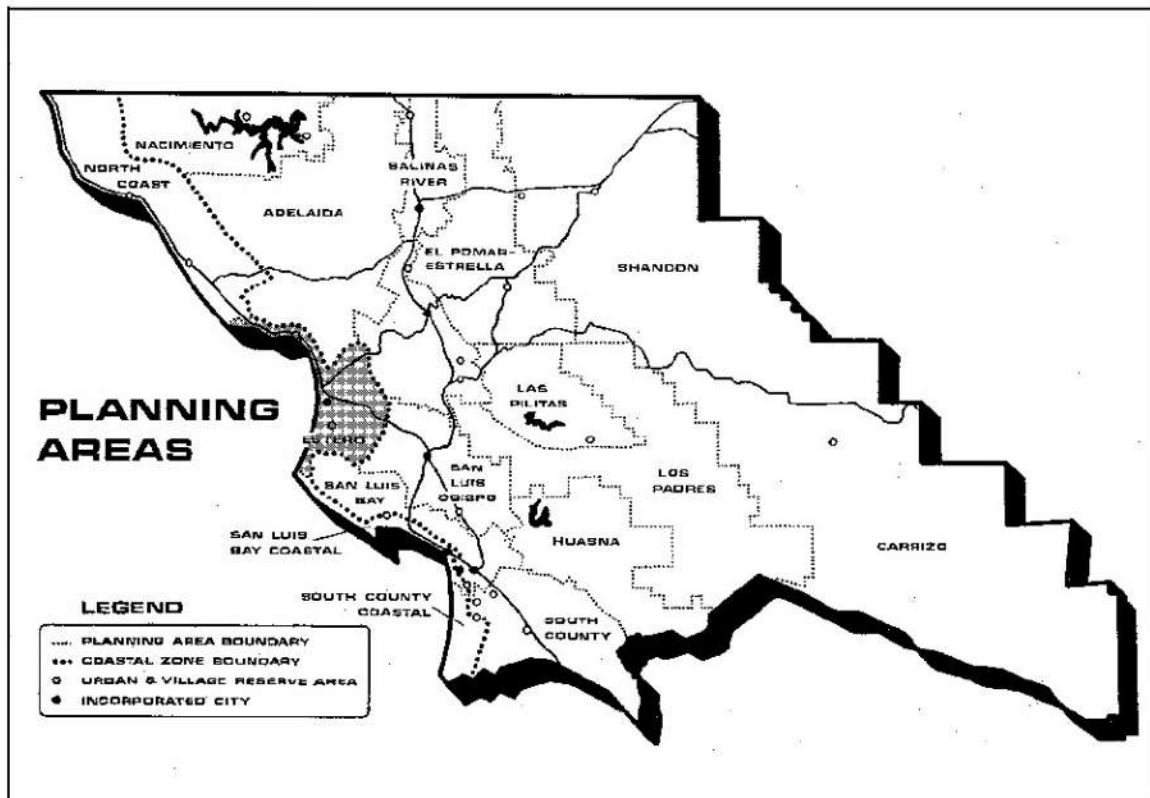 NACIMIENTO
NORTH
COAST
ADELAIDA
SALINAS
RIVER
EL POMAR-
ESTRELLA
SHANDON
PLANNING
AREAS
ESTERO
LAS
PILITAS
SAN LUIS
BAY
SAN
LUIS
OBISPO
LOS
PADRES
SAN LUIS
BAY COASTAL
HUASNA
CARRIZO
SOUTH COUNTY
COASTAL
SOUTH
COUNTY
LEGEND
PLANNING AREA BOUNDARY
COASTAL ZONE BOUNDARY
URBAN & VILLAGE RESERVE AREA
INCORPORATED CITY